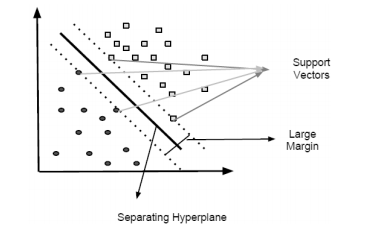 Support
Vectors
Large
Margin
Separating Hyperplane